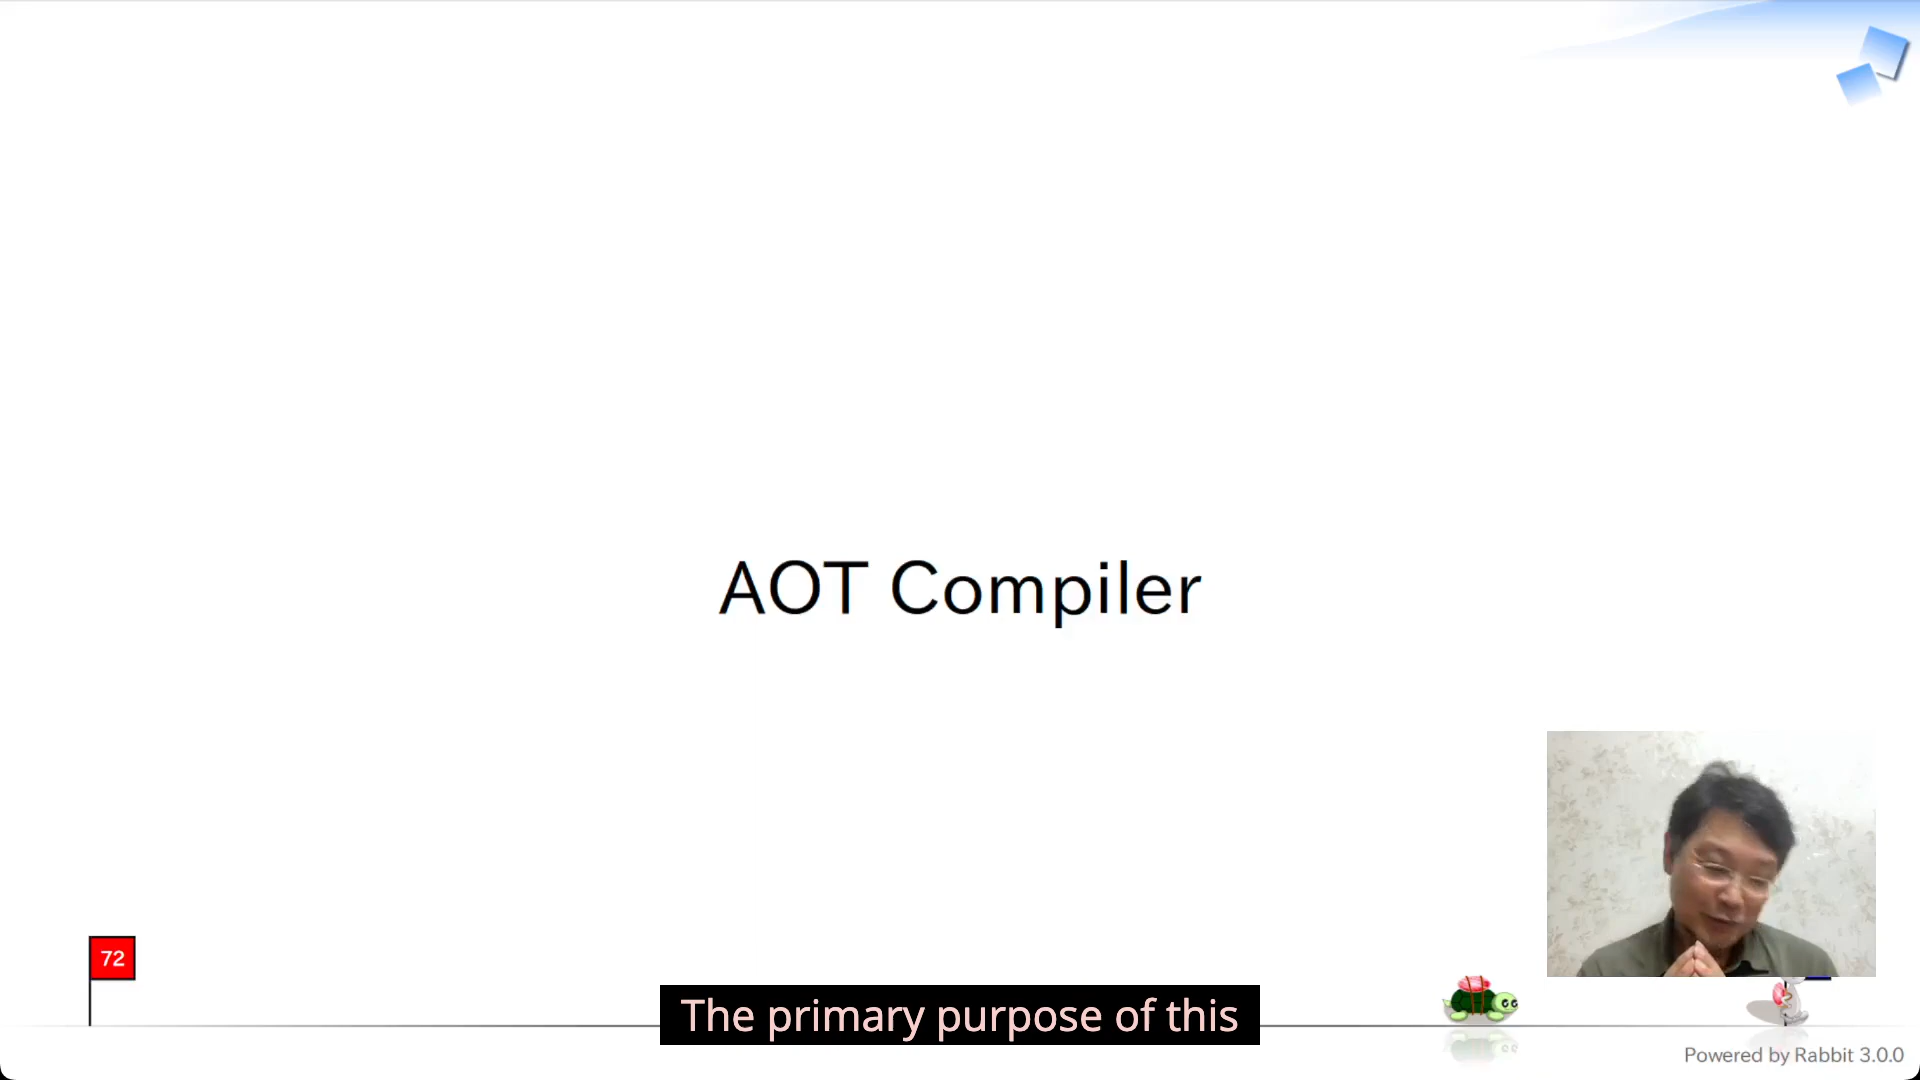 AOT Compiler
72
The primary purpose of this
Powered by Rabbit 3.0.0